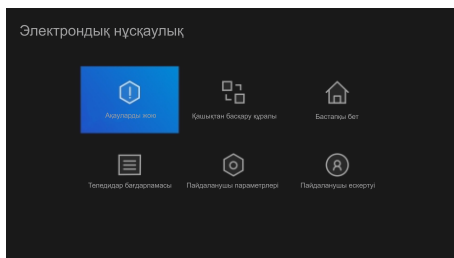 Электрондық нұсқаулық
Ақауларды жою
Қашықтан басқару құралы
Бастапқы бет
Теледидар бағдарламасы
Пайдаланушы параметрлері
Пайдаланушы ескертуі